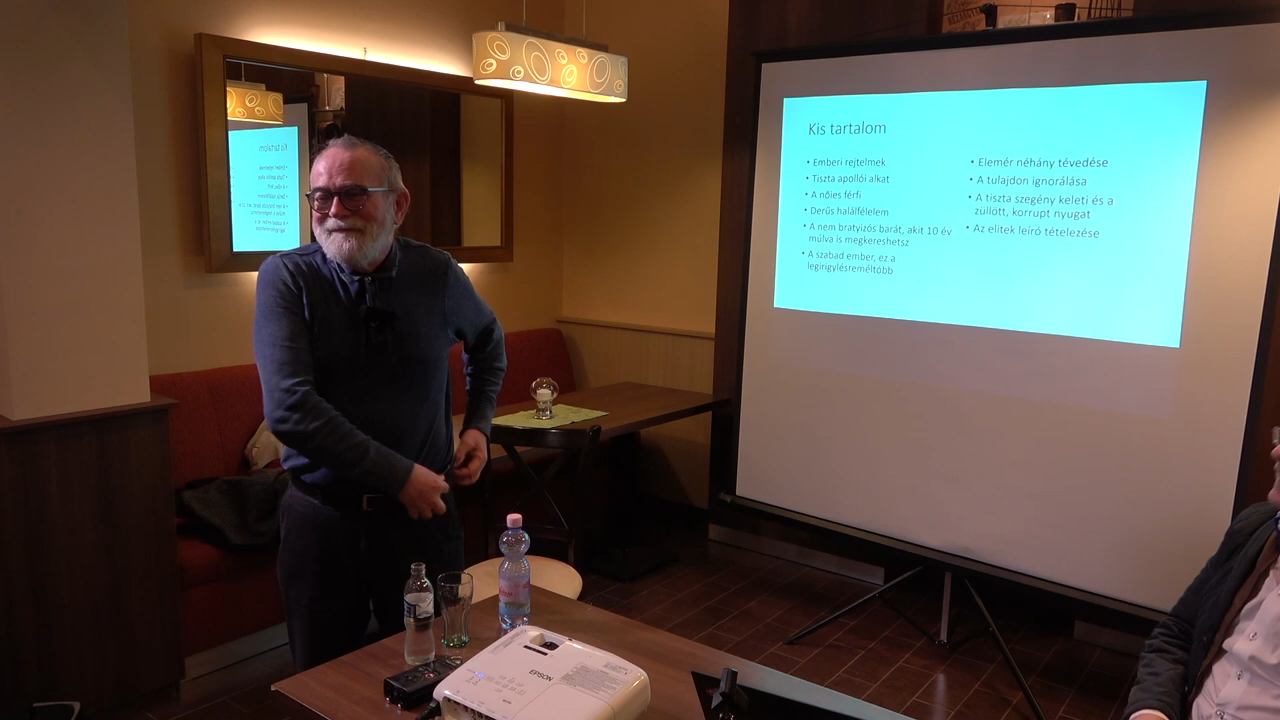 Kis tartalom
• Emberi rejtelmek
• Tiszta apollói alkat
• A nőies férfi
• Derűs halálfélelem
• A nem bratyizós barát, akit 10 év
múlva is megkereshetsz
• A szabad ember, ez a
legirigylésreméltóbb
• Elemér néhány tévedése
• A tulajdon ignorálása
• A tiszta szegény keleti és a
züllött, korrupt nyugat
• Az elitek leíró tételezése
EPSON